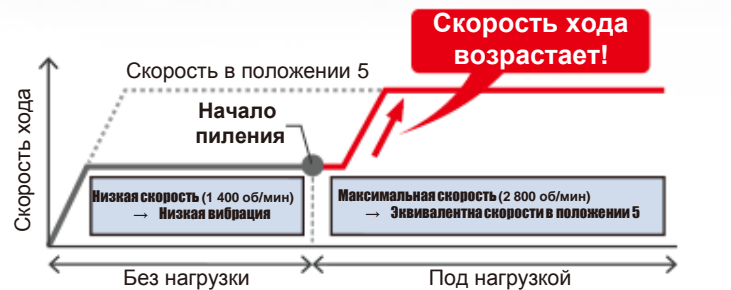 Скорость хода
возрастает!
Скорость в положении 5
Скорость хода
Начало
пиления
Низкая скорость (1 400 об/мин)
→ Низкая вибрация
Максимальная скорость (2 800 об/мин)
→ Эквивалентна скорости в положении 5
Без нагрузки
Под нагрузкой